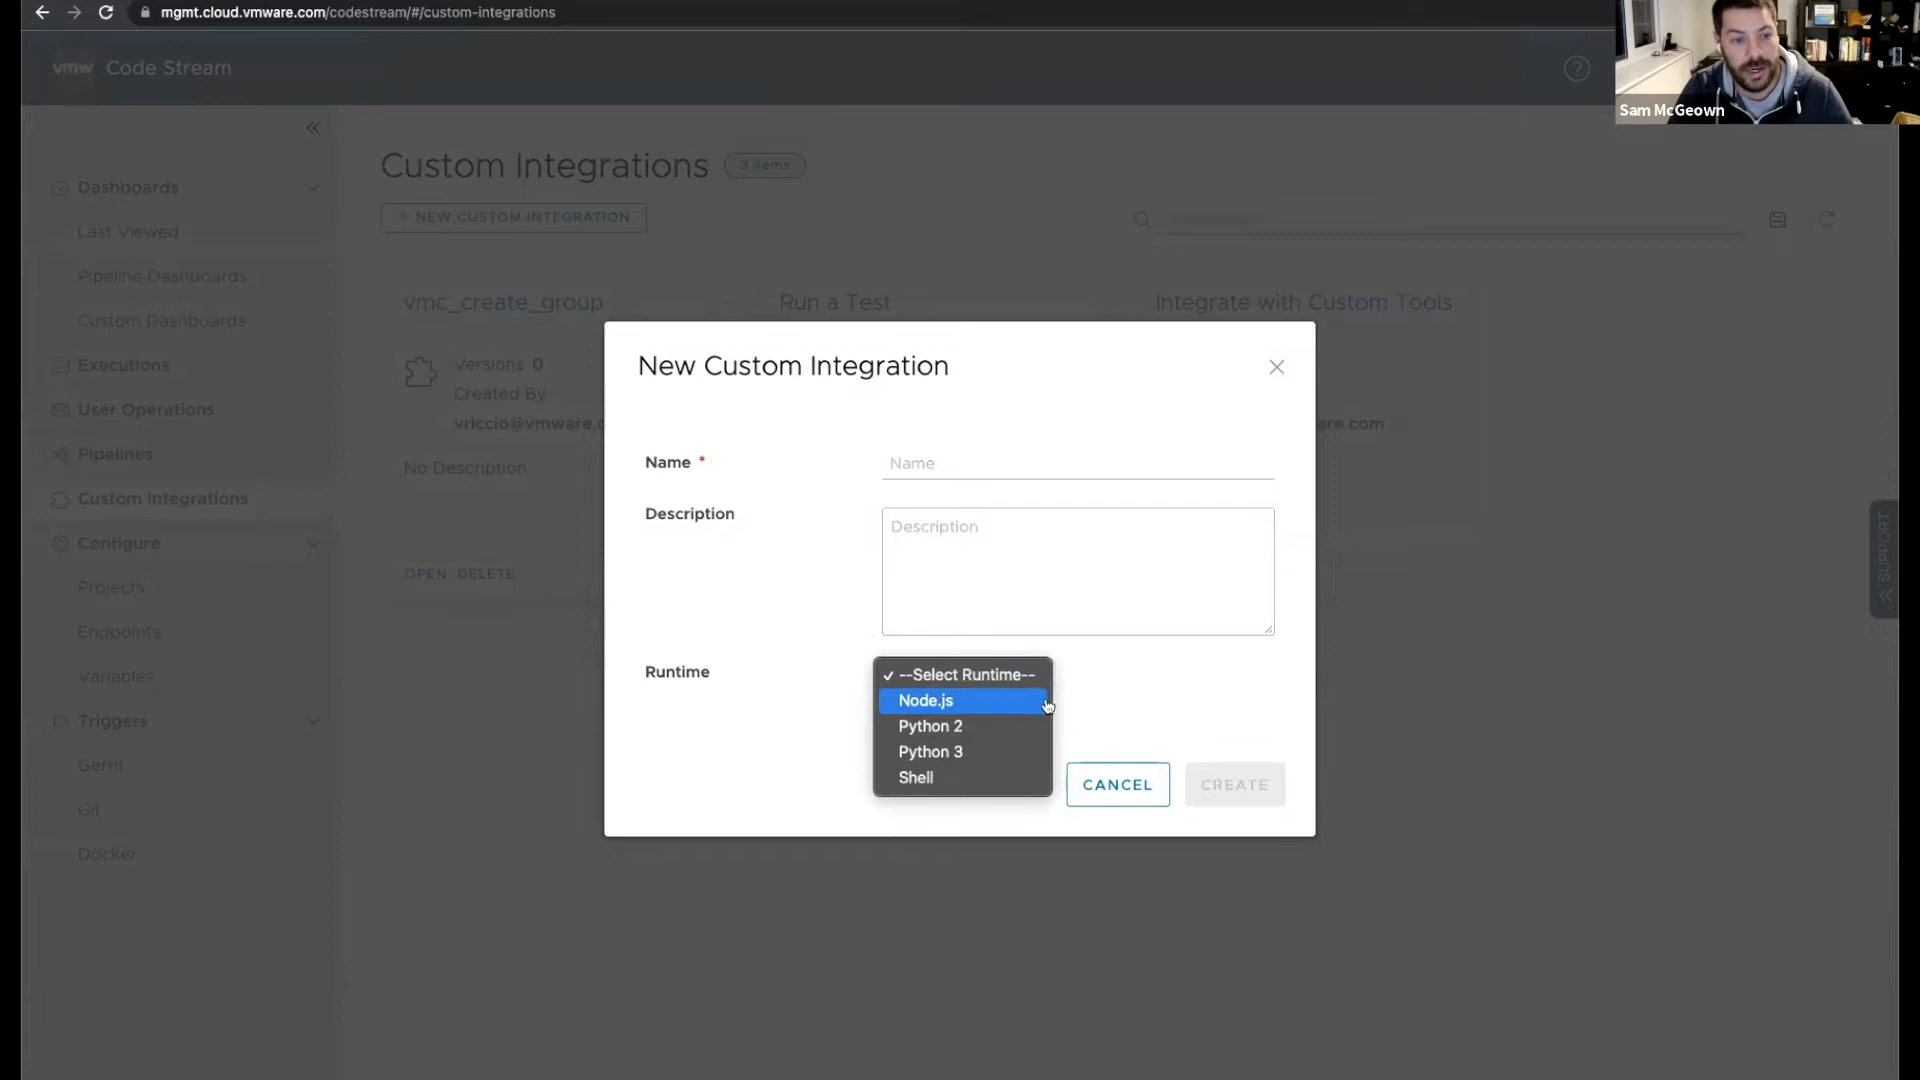 mgmt.cloud.vmware.com/codestream/#/custom-integrations
vmw Code Stream
Sam McGeown
Dashboards
Last Viewed
Pipeline Dashboards
Custom Dashboards
Executions
User Operations
Pipelines
Custom Integrations
Configure
Projects
Endpoints
Variables
Triggers
Gerrit
Git
Docker
Custom Integrations 3 items
+ NEW CUSTOM INTEGRATION
vmc_create_group
Versions 0
Created By
vriccio@vmware.c
No Description
OPEN DELETE
Run a Test
Integrate with Custom Tools
are.com
New Custom Integration
Name * Name
Description Description
Runtime
✓ --Select Runtime--
Node.js
Python 2
Python 3
Shell
CANCEL CREATE
SUPPORT